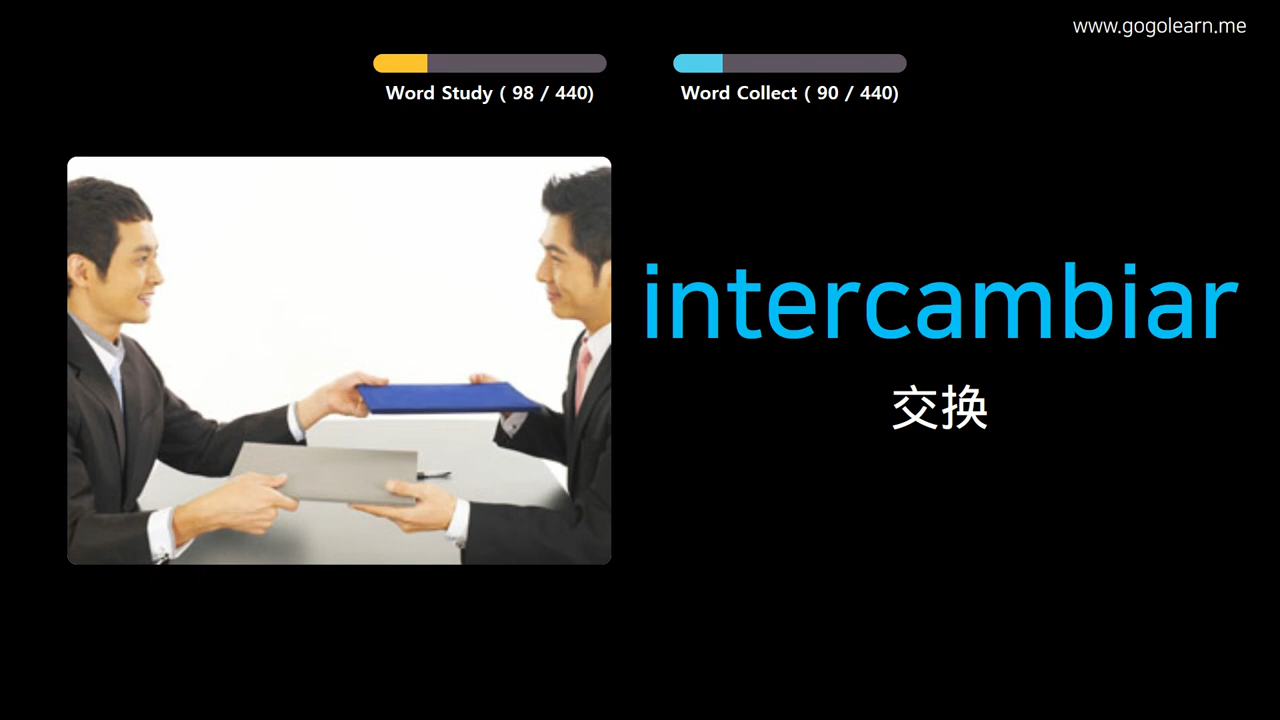 www.gogolearn.me
Word Study ( 98 / 440)
Word Collect ( 90 / 440)
intercambiar
交换